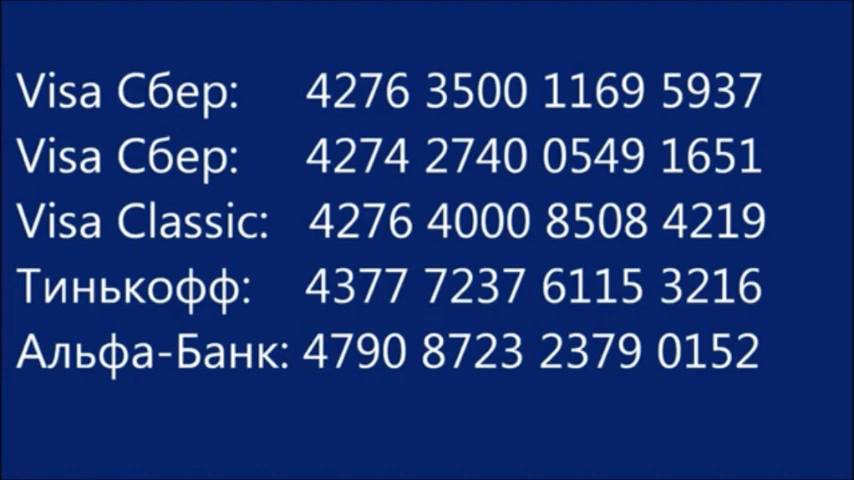 Visa Сбер: 4276 3500 1169 5937
Visa Сбер: 4274 2740 0549 1651
Visa Classic: 4276 4000 8508 4219
Тинькофф: 4377 7237 6115 3216
Альфа-Банк: 4790 8723 2379 0152